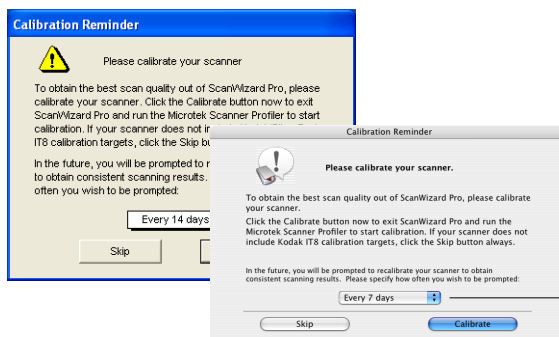 Calibration Reminder
Please calibrate your scanner
To obtain the best scan quality out of ScanWizard Pro, please
calibrate your scanner. Click the Calibrate button now to exit
ScanWizard Pro and run the Microtek Scanner Profiler to start
calibration. If your scanner does not
IT8 calibration targets, click the Skip
In the future, you will be prompted to
to obtain consistent scanning results.
often you wish to be prompted:
Every 14 days
Skip
Calibration Reminder
Please calibrate your scanner.
To obtain the best scan quality out of ScanWizard Pro, please calibrate
your scanner.
Click the Calibrate button now to exit ScanWizard Pro and run the
Microtek Scanner Profiler to start calibration. If your scanner does not
include Kodak IT8 calibration targets, click the Skip button always.
In the future, you will be prompted to recalibrate your scanner to obtain
consistent scanning results. Please specify how often you wish to be prompted:
Every 7 days
Skip
Calibrate